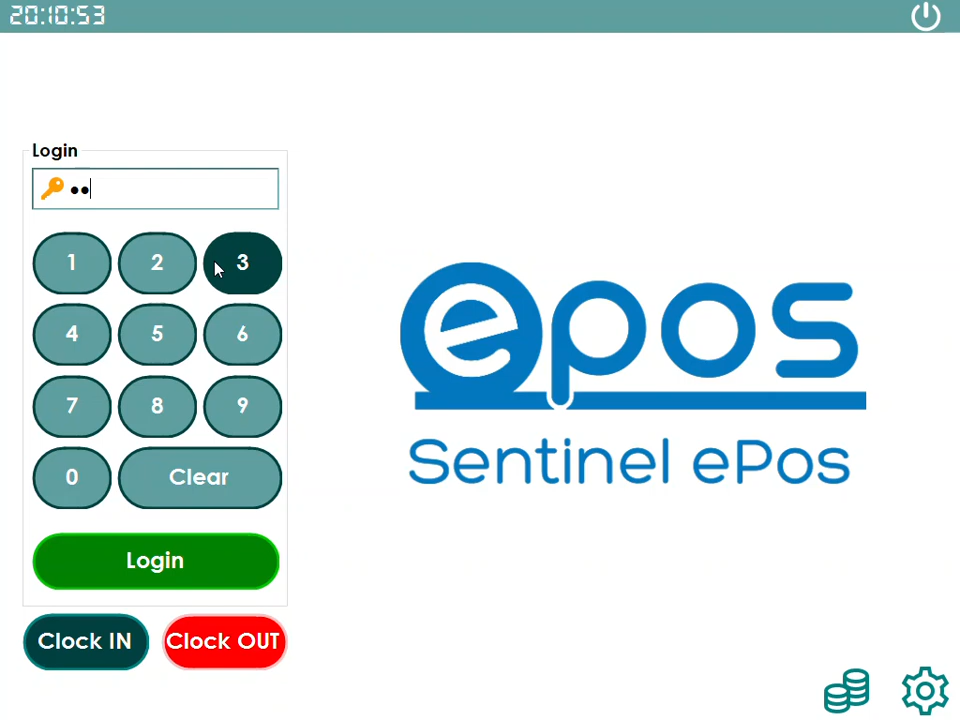 20:10:53
Login
••
1 2 3
4 5 6
7 8 9
0 Clear
Login
Clock IN Clock OUT
epos
Sentinel ePos